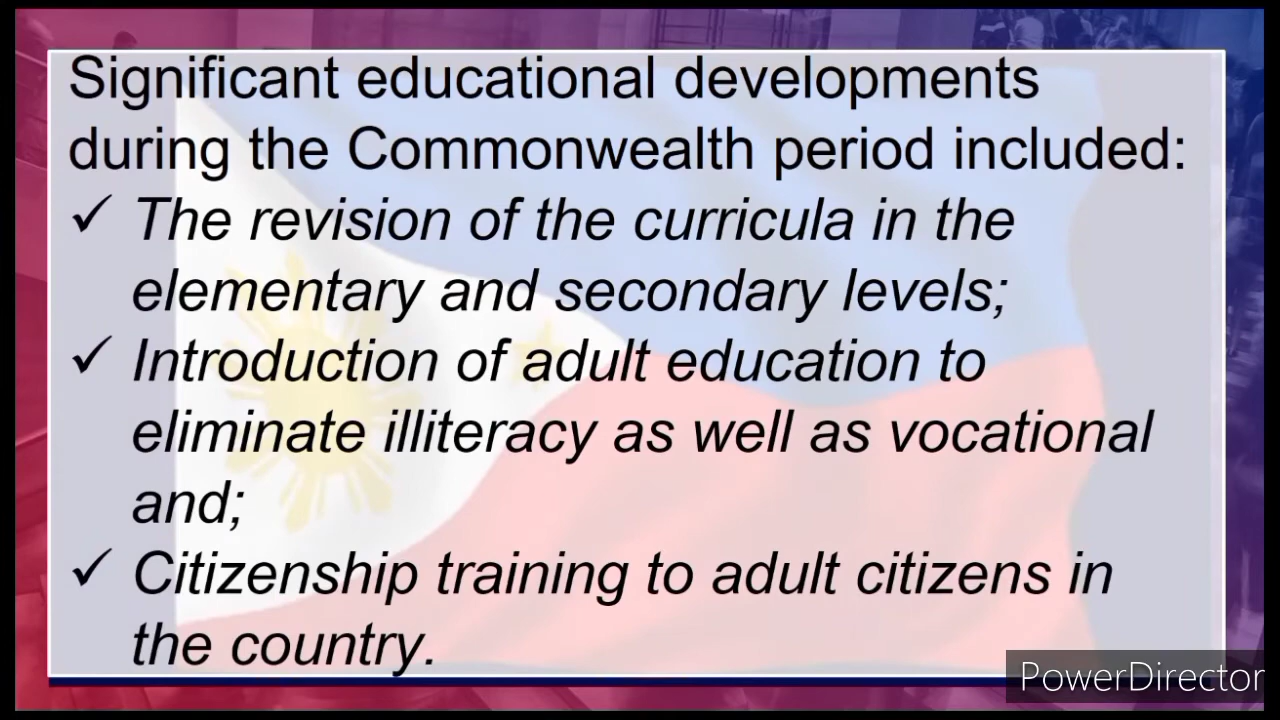 Significant educational developments
during the Commonwealth period included:
✓ The revision of the curricula in the
elementary and secondary levels;
✓ Introduction of adult education to
eliminate illiteracy as well as vocational
and;
✓ Citizenship training to adult citizens in
the country.
PowerDirector